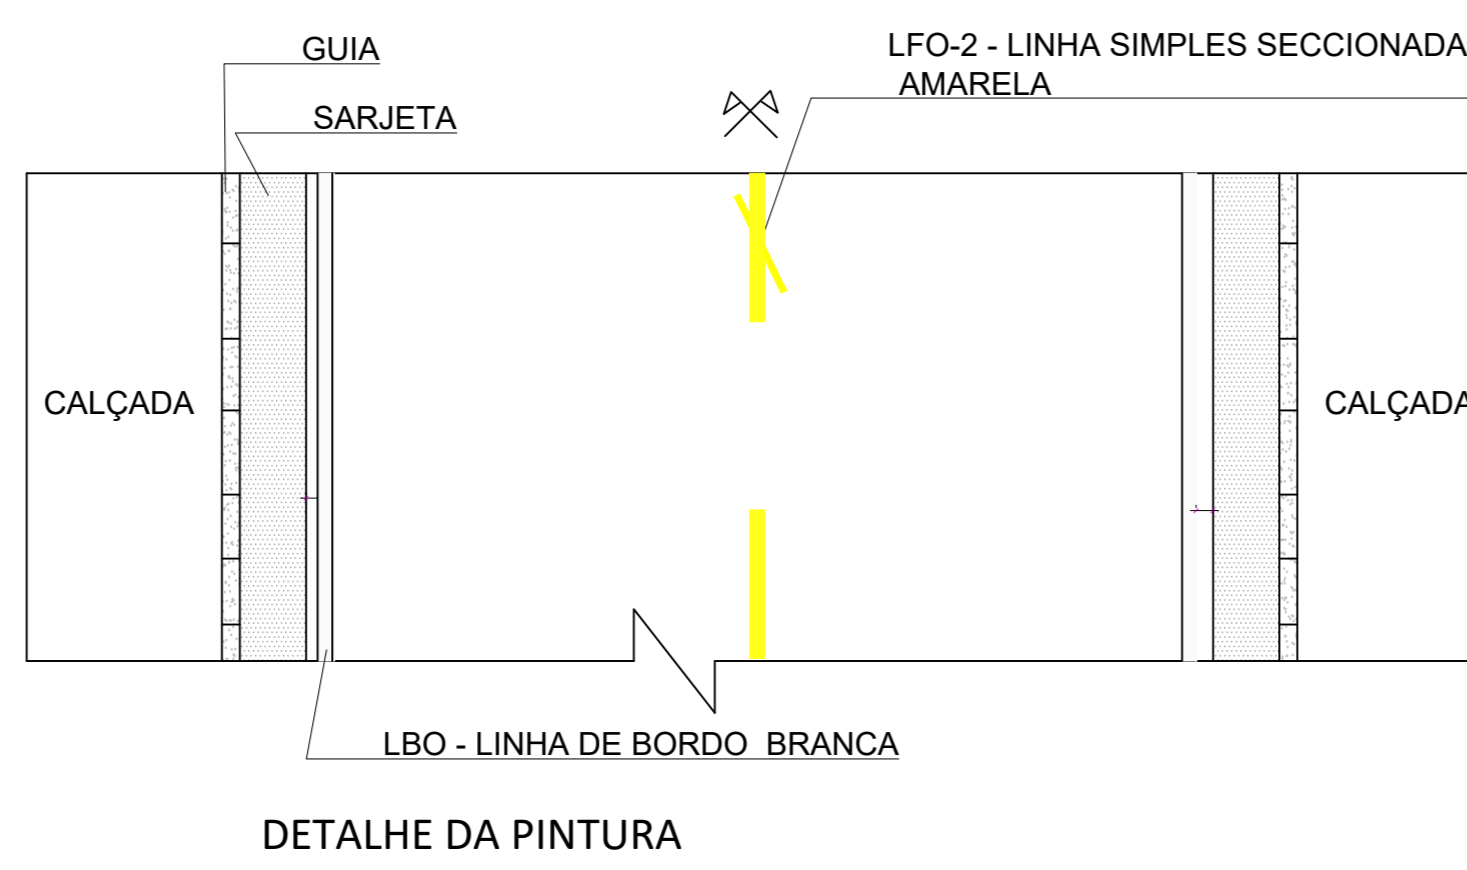 GUIA
LFO-2 - LINHA SIMPLES SECCIONADA
AMARELA
SARJETA
CALÇADA
CALÇADA
LBO - LINHA DE BORDO BRANCA
DETALHE DA PINTURA